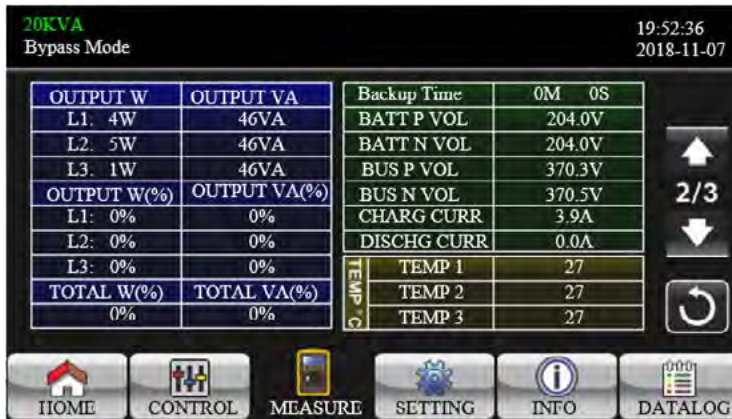 20KVA
19:52:36
Bypass Mode
2018-11-07
OUTPUT W OUTPUT VA
L1: 4W 46VA
L2: 5W 46VA
L3: 1W 46VA
OUTPUT W(%) OUTPUT VA(%)
L1: 0% 0%
L2: 0% 0%
L3: 0% 0%
TOTAL W(%) TOTAL VA(%)
0% 0%
Backup Time 0M 0S
BATT P VOL 204.0V
BATT N VOL 204.0V
BUS P VOL 370.3V
BUS N VOL 370.5V
CHARG CURR 3.9A
DISCHG CURR 0.0A
TEMP °C
TEMP 1 27
TEMP 2 27
TEMP 3 27
2/3
HOME CONTROL MEASURE SETTING INFO DATALOG